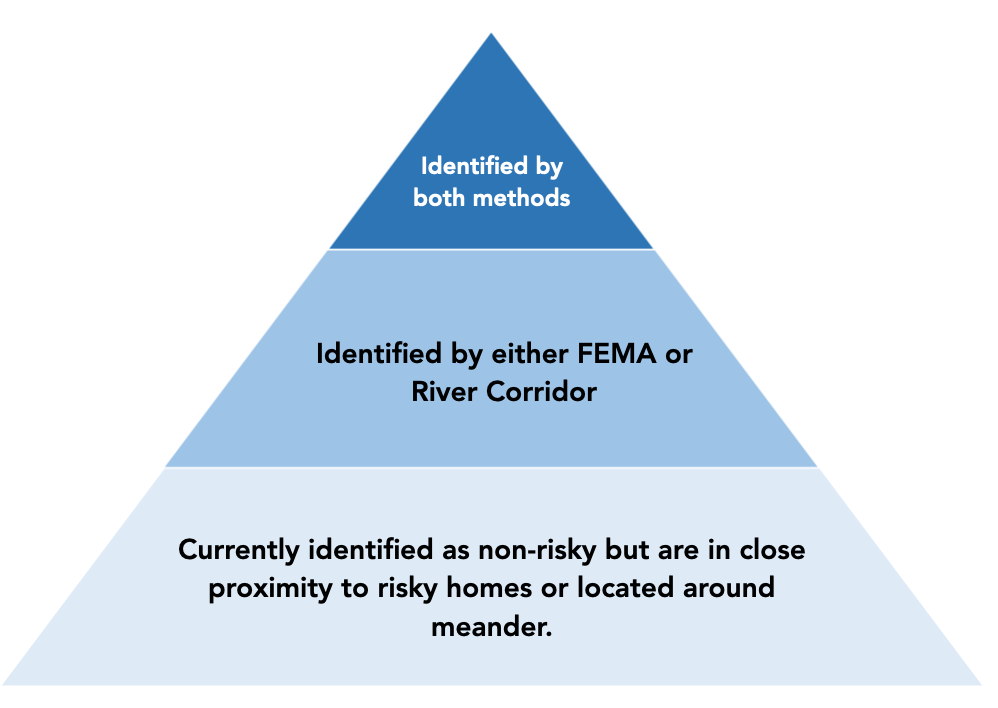 Identified by
both methods
Identified by either FEMA or
River Corridor
Currently identified as non-risky but are in close
proximity to risky homes or located around
meander.